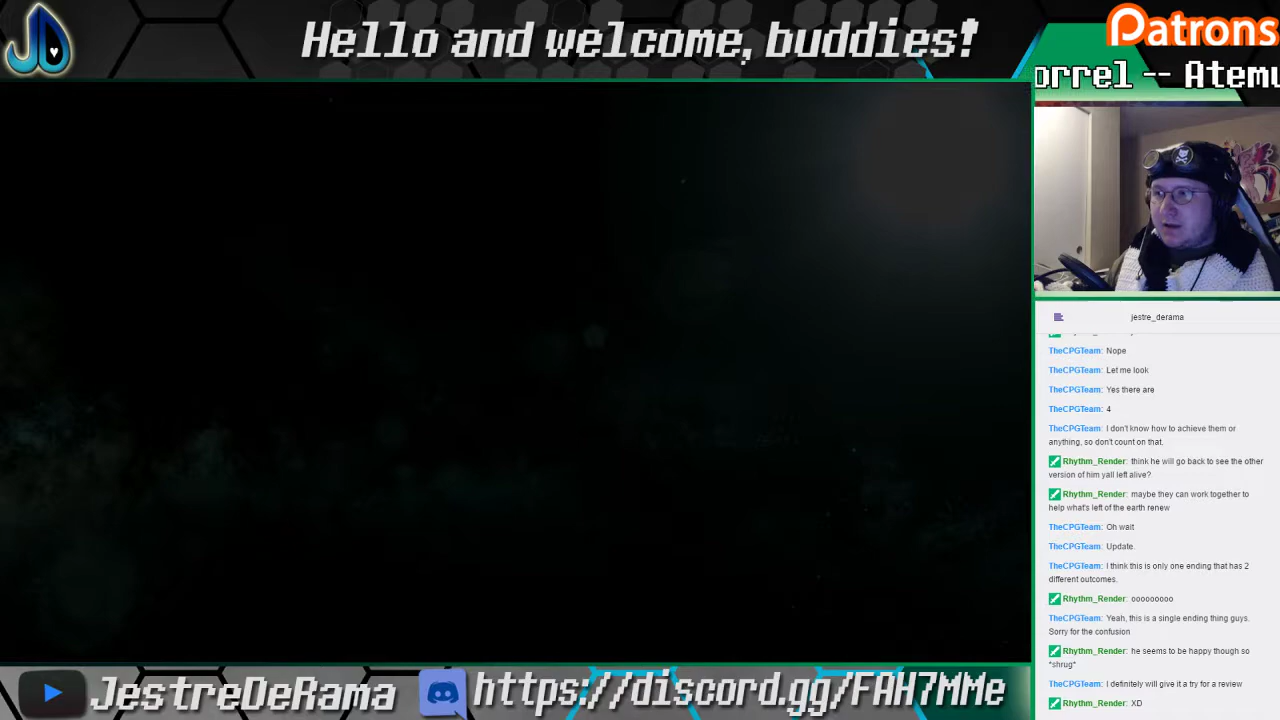 Hello and welcome, buddies!
Patrons
orrel -- Atemu
jestre_derama
TheCPGTeam: Nope
TheCPGTeam: Let me look
TheCPGTeam: Yes there are
TheCPGTeam: 4
TheCPGTeam: I don't know how to achieve them or
anything, so don't count on that.
Rhythm_Render: think he will go back to see the other
version of him yall left alive?
Rhythm_Render: maybe they can work together to
help what's left of the earth renew
TheCPGTeam: Oh wait
TheCPGTeam: Update.
TheCPGTeam: I think this is only one ending that has 2
different outcomes.
Rhythm_Render: ooooooooo
TheCPGTeam: Yeah, this is a single ending thing guys.
Sorry for the confusion
Rhythm_Render: he seems to be happy though so
*shrug*
TheCPGTeam: I definitely will give it a try for a review
Rhythm_Render: XD
JestreDeRama
https://discord.gg/FAH7MMe